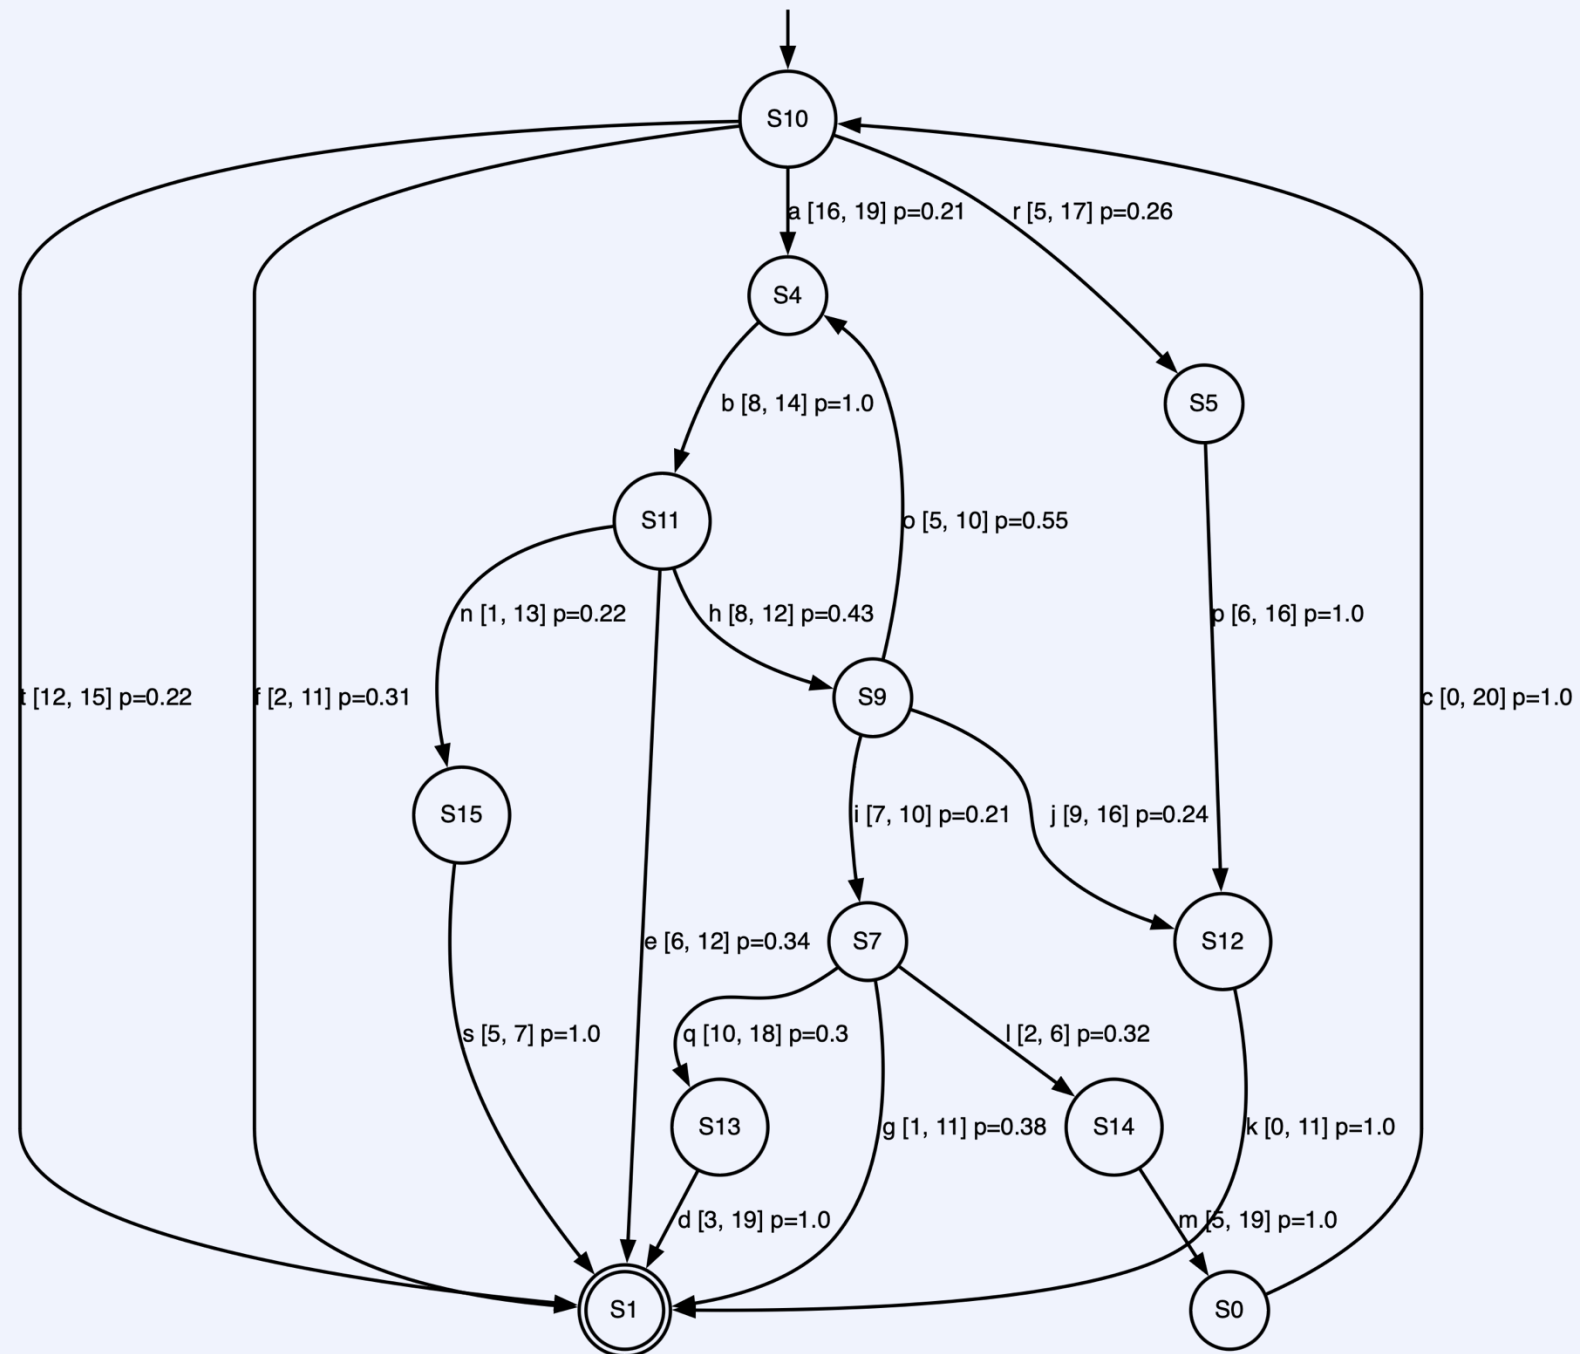 S10
a [16, 19] p=0.21
r [5, 17] p=0.26
S4
S5
b [8, 14] p=1.0
S11
o [5, 10] p=0.55
n [1, 13] p=0.22
h [8, 12] p=0.43
p [6, 16] p=1.0
t [12, 15] p=0.22
f [2, 11] p=0.31
S9
c [0, 20] p=1.0
S15
i [7, 10] p=0.21
j [9, 16] p=0.24
e [6, 12] p=0.34
S7
S12
s [5, 7] p=1.0
q [10, 18] p=0.3
l [2, 6] p=0.32
S13
g [1, 11] p=0.38
S14
k [0, 11] p=1.0
d [3, 19] p=1.0
m [5, 19] p=1.0
S1
S0